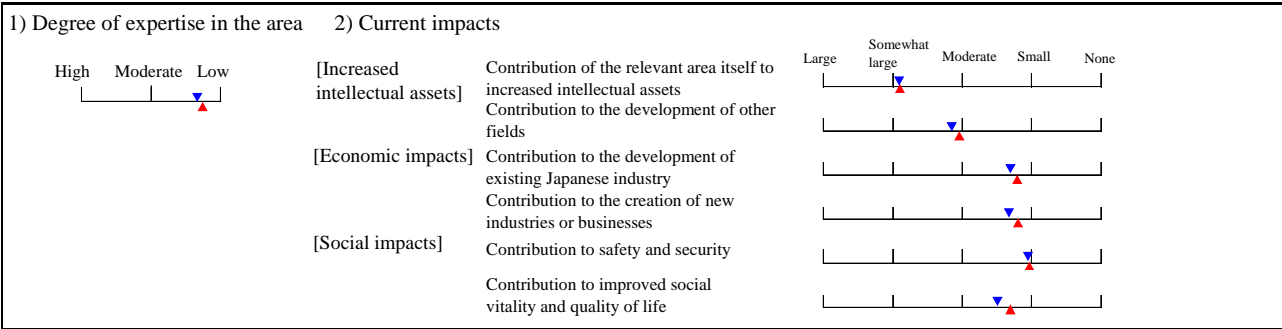 1) Degree of expertise in the area 2) Current impacts
High Moderate Low
Large Somewhat large Moderate Small None
[Increased intellectual assets]
Contribution of the relevant area itself to
increased intellectual assets
Contribution to the development of other
fields
[Economic impacts]
Contribution to the development of
existing Japanese industry
Contribution to the creation of new
industries or businesses
[Social impacts]
Contribution to safety and security
Contribution to improved social
vitality and quality of life